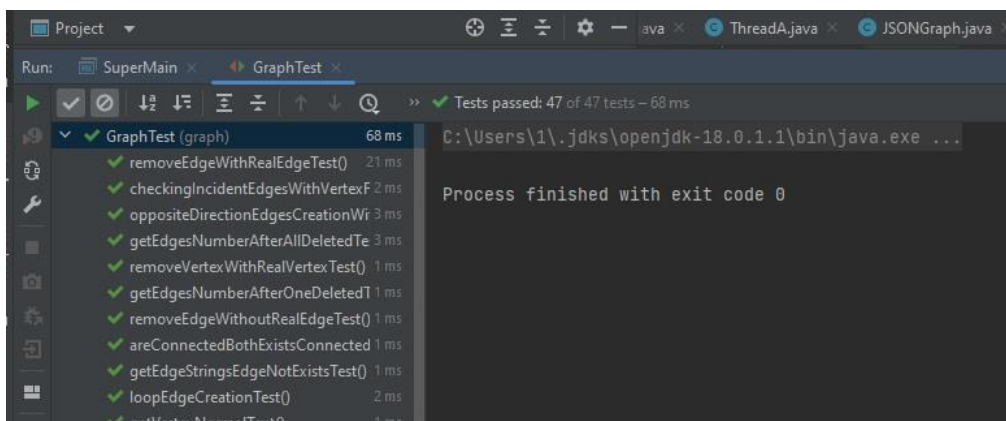 Project ava ThreadA.java JSONGraph.java
Run: SuperMain GraphTest
Tests passed: 47 of 47 tests – 68 ms
GraphTest (graph) 68 ms
C:\Users\1\.jdks\openjdk-18.0.1.1\bin\java.exe ...
removeEdgeWithRealEdgeTest() 21 ms
checkingIncidentEdgesWithVertexF 2 ms
Process finished with exit code 0
oppositeDirectionEdgesCreationWi 3 ms
getEdgesNumberAfterAllDeletedTe 3 ms
removeVertexWithRealVertexTest() 1 ms
getEdgesNumberAfterOneDeletedT 1 ms
removeEdgeWithoutRealEdgeTest() 1 ms
areConnectedBothExistsConnected 1 ms
getEdgeStringsEdgeNotExistsTest() 1 ms
loopEdgeCreationTest() 2 ms